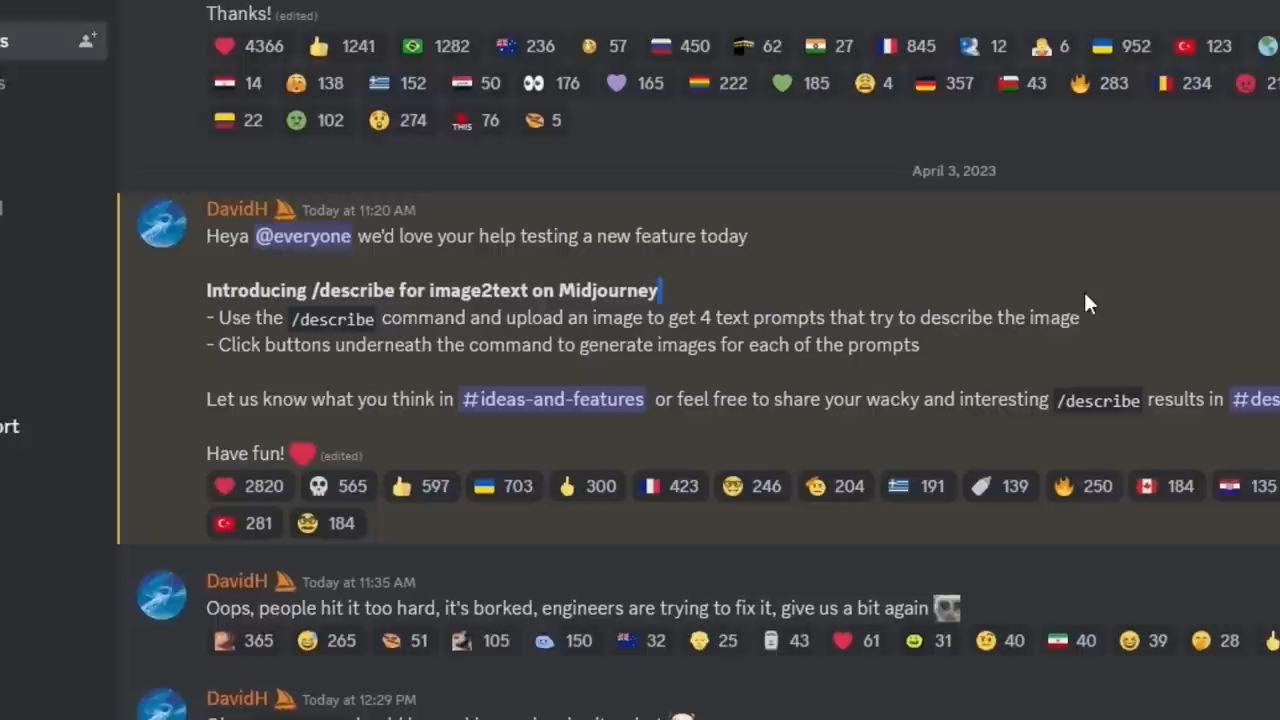 Thanks! (edited)
4366 1241 1282 236 57 450 62 27 845 12 6 952 123
14 138 152 50 176 165 222 185 4 357 43 283 234
22 102 274 THIS 76 5
April 3, 2023
DavidH Today at 11:20 AM
Heya @everyone we'd love your help testing a new feature today
Introducing /describe for image2text on Midjourney
- Use the /describe command and upload an image to get 4 text prompts that try to describe the image
- Click buttons underneath the command to generate images for each of the prompts
Let us know what you think in #ideas-and-features or feel free to share your wacky and interesting /describe results in #des
Have fun! (edited)
2820 565 597 703 300 423 246 204 191 139 250 184 135
281 184
DavidH Today at 11:35 AM
Oops, people hit it too hard, it's borked, engineers are trying to fix it, give us a bit again
365 265 51 105 150 32 25 43 61 31 40 40 39 28
DavidH Today at 12:29 PM